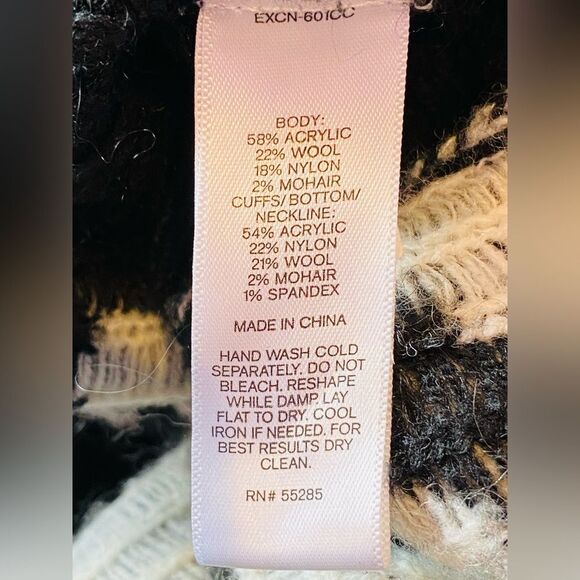 EXCN-601CC
BODY:
58% ACRYLIC
22% WOOL
18% NYLON
2% MOHAIR
CUFFS/BOTTOM/
NECKLINE:
54% ACRYLIC
22% NYLON
21% WOOL
2% MOHAIR
1% SPANDEX
MADE IN CHINA
HAND WASH COLD
SEPARATELY. DO NOT
BLEACH. RESHAPE
WHILE DAMP. LAY
FLAT TO DRY. COOL
IRON IF NEEDED. FOR
BEST RESULTS DRY
CLEAN.
RN# 55285